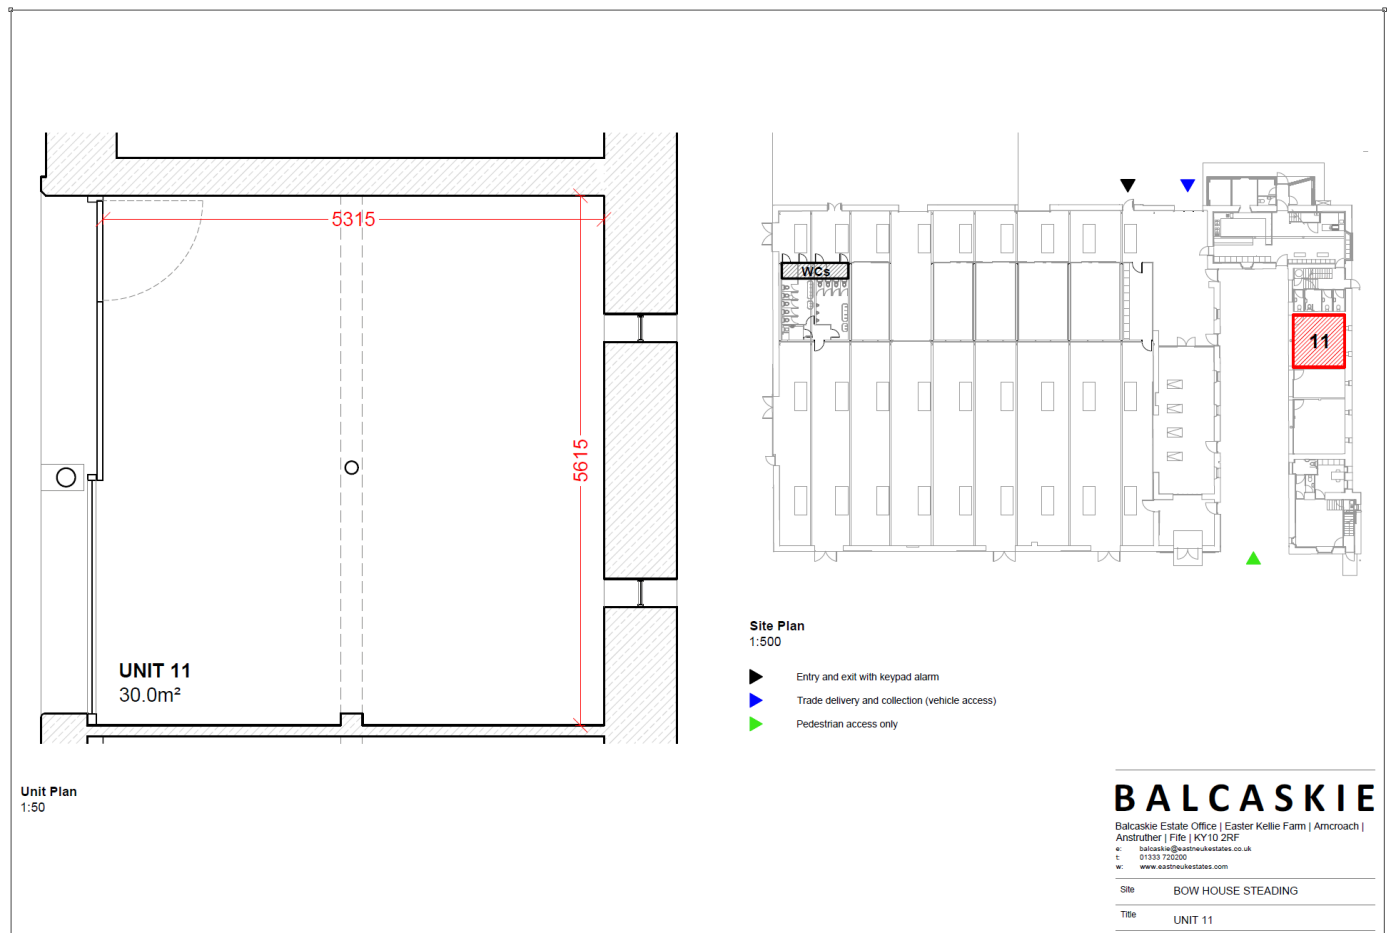 5315
5615
UNIT 11
30.0m²
Unit Plan
1:50
WCs
11
Site Plan
1:500
Entry and exit with keypad alarm
Trade delivery and collection (vehicle access)
Pedestrian access only
BALCASKIE
Balcaskie Estate Office | Easter Kellie Farm | Arncroach |
Anstruther | Fife | KY10 2RF
e: balcaskie@eastneukestates.co.uk
t: 01333 720200
w: www.eastneukestates.com
Site BOW HOUSE STEADING
Title UNIT 11